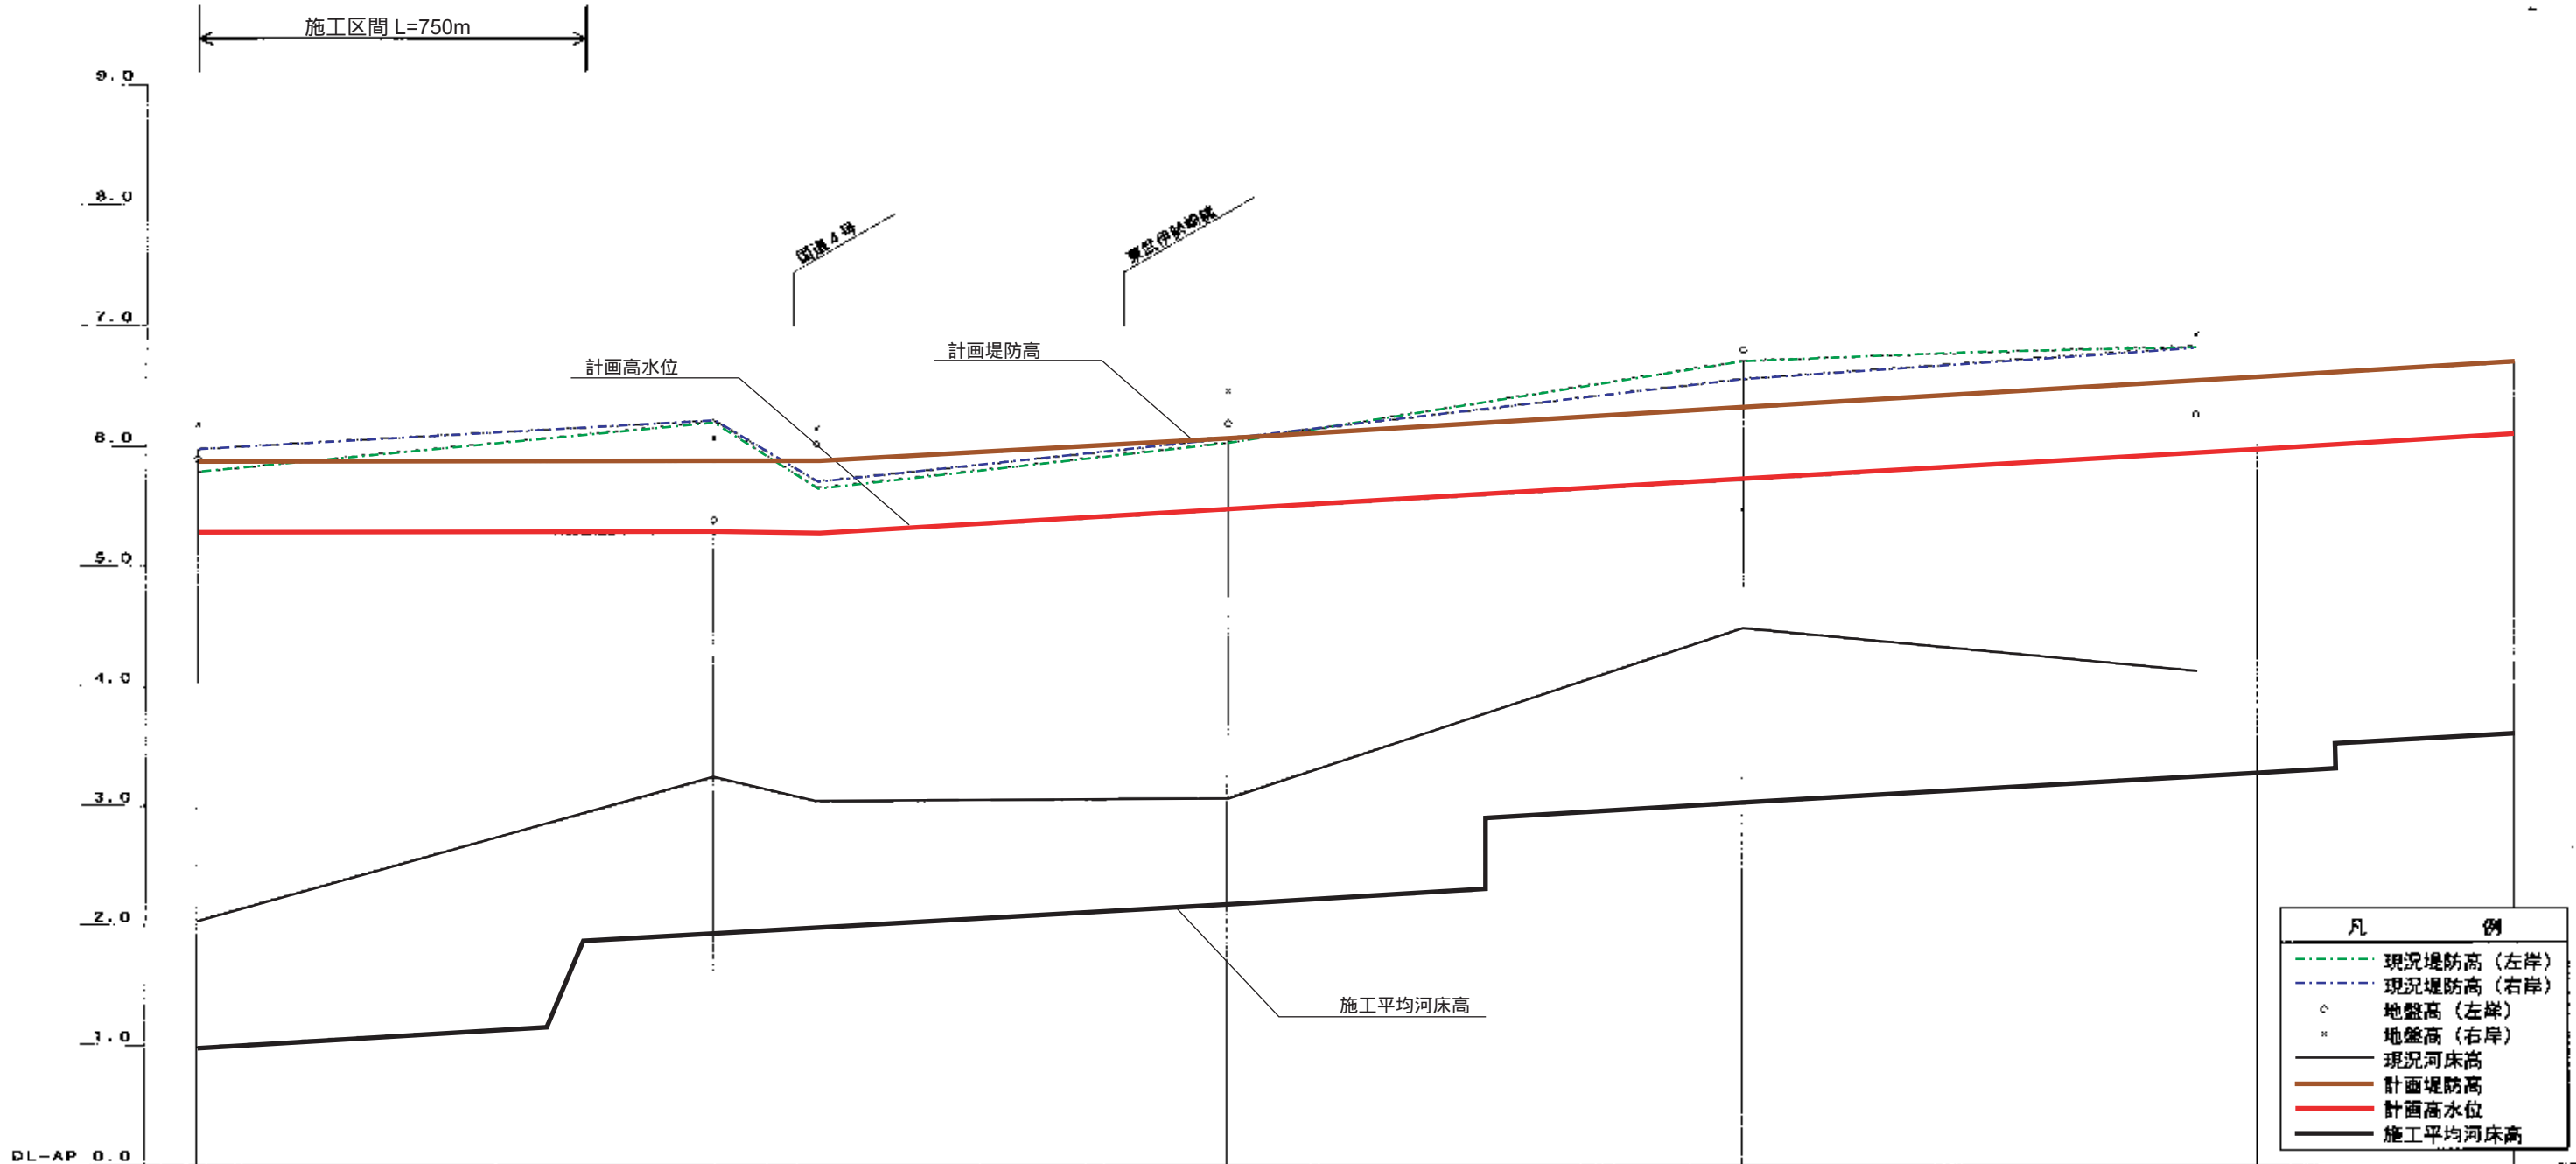 施工区間 L=750m
9.0
8.0
国道4号
東武伊勢崎線
7.0
計画堤防高
計画高水位
6.0
5.0
4.0
3.0
2.0
凡 例
現況堤防高(左岸)
現況堤防高(右岸)
地盤高(左岸)
施工平均河床高
地盤高(右岸)
1.0
現況河床高
計画堤防高
計画高水位
施工平均河床高
DL-AP 0.0